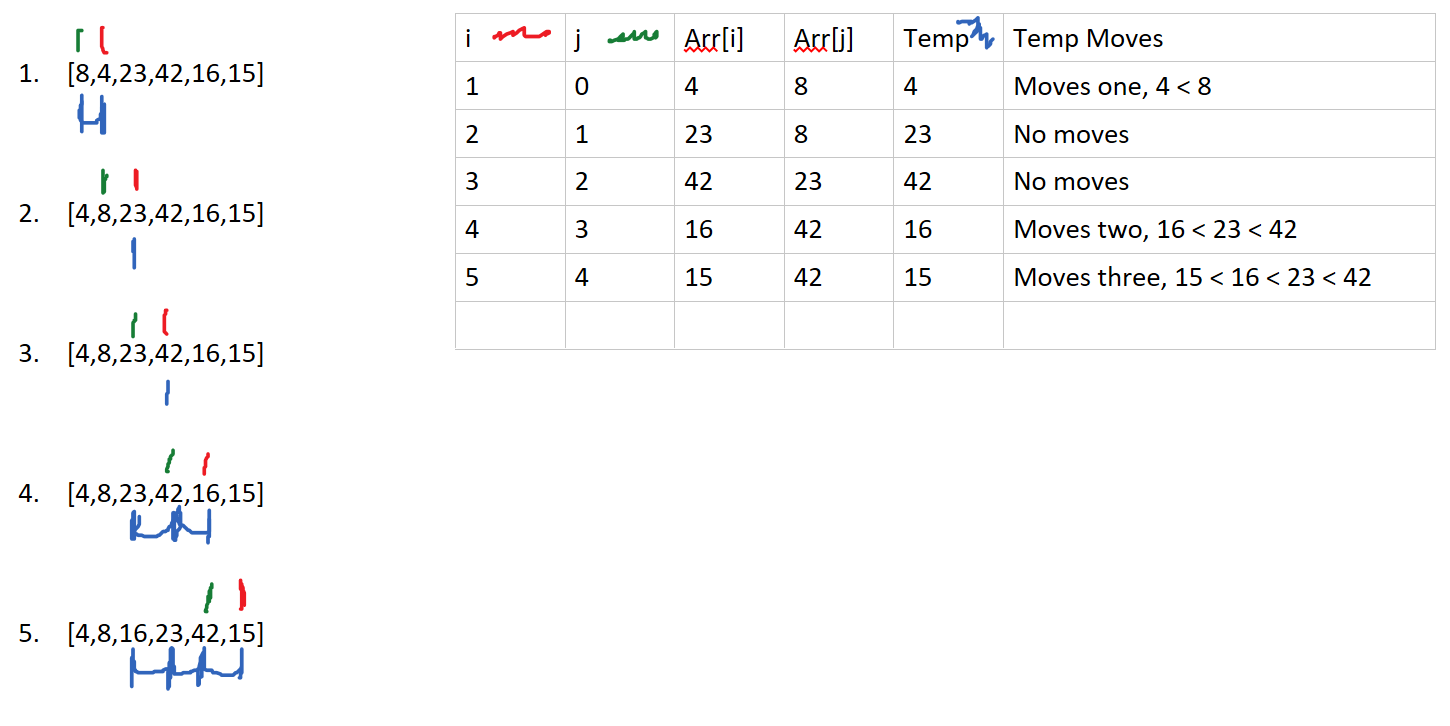 1. [8,4,23,42,16,15]
2. [4,8,23,42,16,15]
3. [4,8,23,42,16,15]
4. [4,8,23,42,16,15]
5. [4,8,16,23,42,15]
i j Arr[i] Arr[j] Temp Temp Moves
1 0 4 8 4 Moves one, 4 < 8
2 1 23 8 23 No moves
3 2 42 23 42 No moves
4 3 16 42 16 Moves two, 16 < 23 < 42
5 4 15 42 15 Moves three, 15 < 16 < 23 < 42